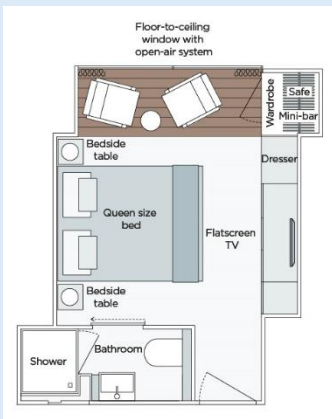 Floor-to-ceiling
window with
open-air system
Wardrobe
Safe
Mini-bar
Bedside
table
Dresser
Queen size
bed
Flatscreen
TV
Bedside
table
Shower
Bathroom